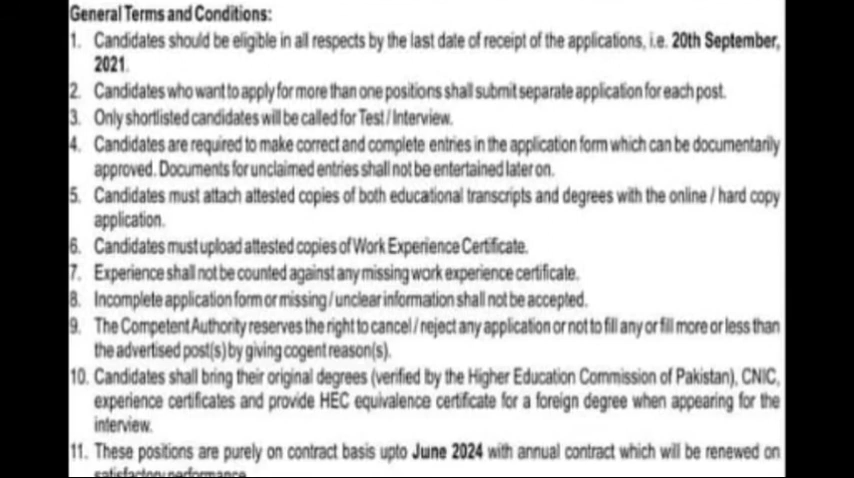 General Terms and Conditions:
1. Candidates should be eligible in all respects by the last date of receipt of the applications, i.e. 20th September,
2021.
2. Candidates who want to apply for more than one positions shall submit separate application for each post.
3. Only shortlisted candidates will be called for Test / Interview.
4. Candidates are required to make correct and complete entries in the application form which can be documentarily
approved. Documents for unclaimed entries shall not be entertained later on.
5. Candidates must attach attested copies of both educational transcripts and degrees with the online / hard copy
application.
6. Candidates must upload attested copies of Work Experience Certificate.
7. Experience shall not be counted against any missing work experience certificate.
8. Incomplete application form or missing / unclear information shall not be accepted.
9. The Competent Authority reserves the right to cancel / reject any application or not to fill any or fill more or less than
the advertised post(s) by giving cogent reason(s).
10. Candidates shall bring their original degrees (verified by the Higher Education Commission of Pakistan), CNIC,
experience certificates and provide HEC equivalence certificate for a foreign degree when appearing for the
interview.
11. These positions are purely on contract basis upto June 2024 with annual contract which will be renewed on
satisfactory performance.